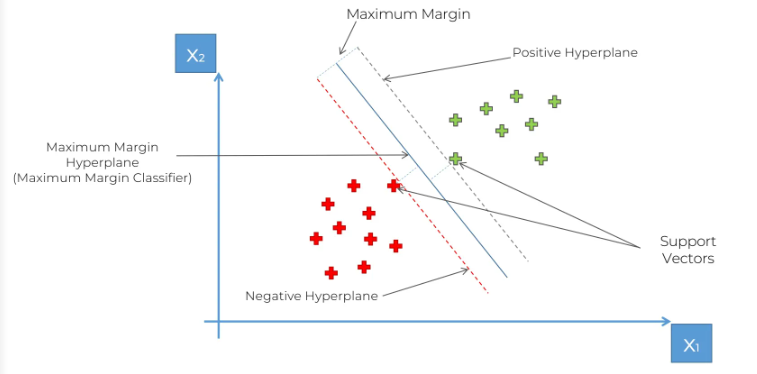 Maximum Margin
X₂
Positive Hyperplane
Maximum Margin
Hyperplane
(Maximum Margin Classifier)
Support
Vectors
Negative Hyperplane
X₁